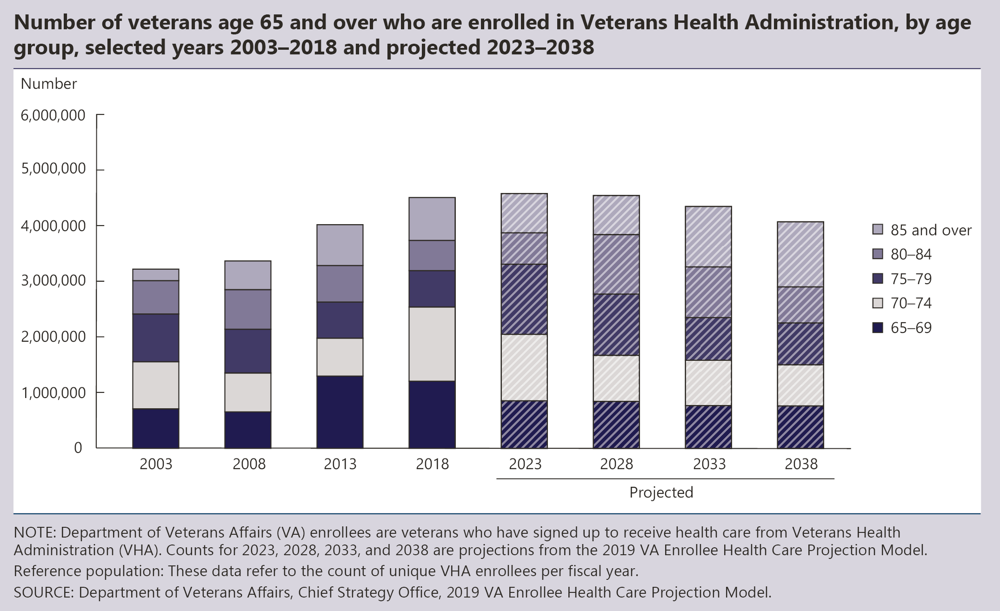 Number of veterans age 65 and over who are enrolled in Veterans Health Administration, by age
group, selected years 2003–2018 and projected 2023–2038
Number
6,000,000
5,000,000
4,000,000
3,000,000
2,000,000
1,000,000
0
85 and over
80–84
75–79
70–74
65–69
2003 2008 2013 2018 2023 2028 2033 2038
Projected
NOTE: Department of Veterans Affairs (VA) enrollees are veterans who have signed up to receive health care from Veterans Health
Administration (VHA). Counts for 2023, 2028, 2033, and 2038 are projections from the 2019 VA Enrollee Health Care Projection Model.
Reference population: These data refer to the count of unique VHA enrollees per fiscal year.
SOURCE: Department of Veterans Affairs, Chief Strategy Office, 2019 VA Enrollee Health Care Projection Model.